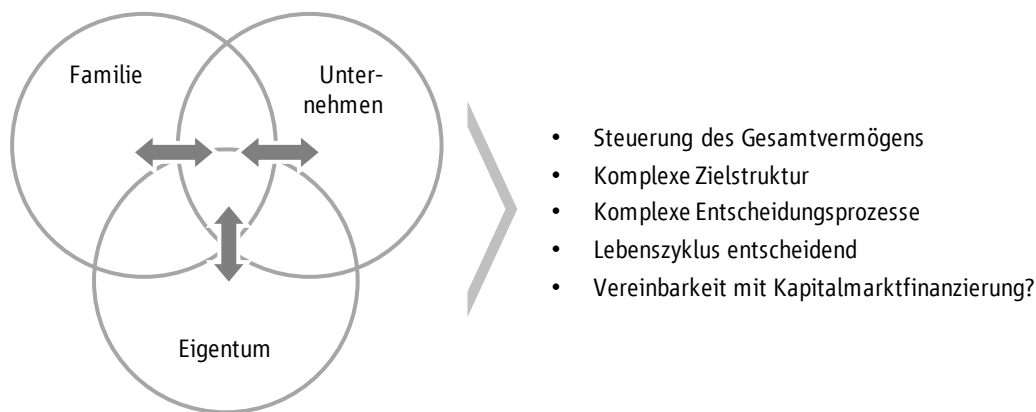 Familie
Unter-
nehmen
Eigentum
• Steuerung des Gesamtvermögens
• Komplexe Zielstruktur
• Komplexe Entscheidungsprozesse
• Lebenszyklus entscheidend
• Vereinbarkeit mit Kapitalmarktfinanzierung?